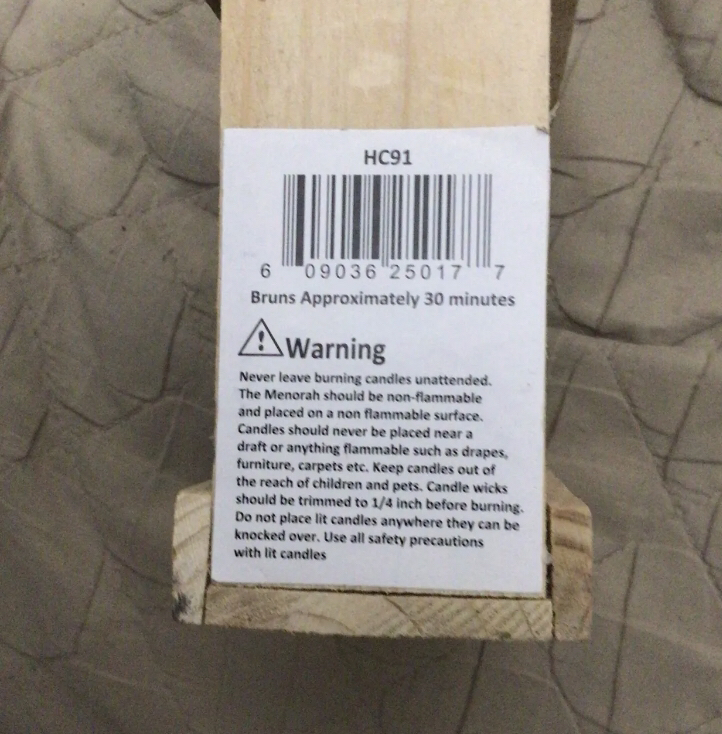 HC91
6 09036 25017 7
Bruns Approximately 30 minutes
Warning
Never leave burning candles unattended.
The Menorah should be non-flammable
and placed on a non flammable surface.
Candles should never be placed near a
draft or anything flammable such as drapes,
furniture, carpets etc. Keep candles out of
the reach of children and pets. Candle wicks
should be trimmed to 1/4 inch before burning.
Do not place lit candles anywhere they can be
knocked over. Use all safety precautions
with lit candles